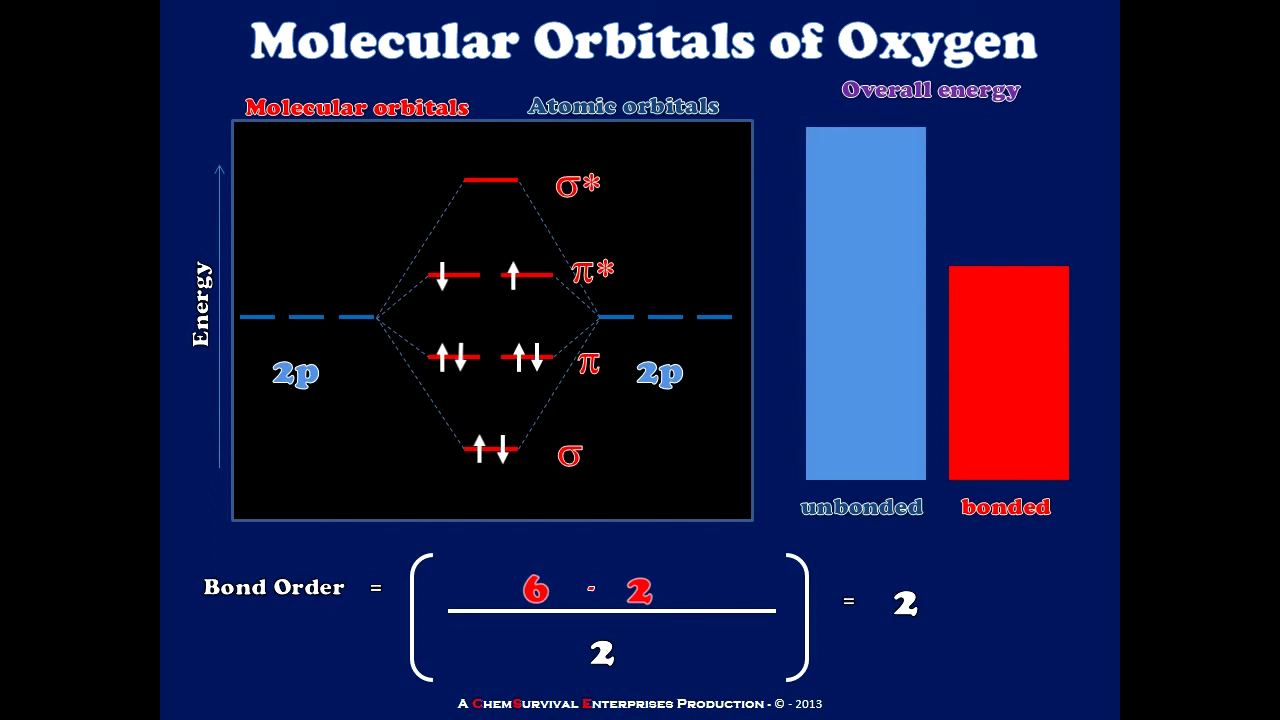 Molecular Orbitals of Oxygen
Overall energy
Molecular orbitals
Atomic orbitals
Energy
σ*
π*
π
σ
2p
2p
unbonded
bonded
Bond Order = ( 6 - 2
2 ) = 2
A ChemSurvival Enterprises Production - © - 2013